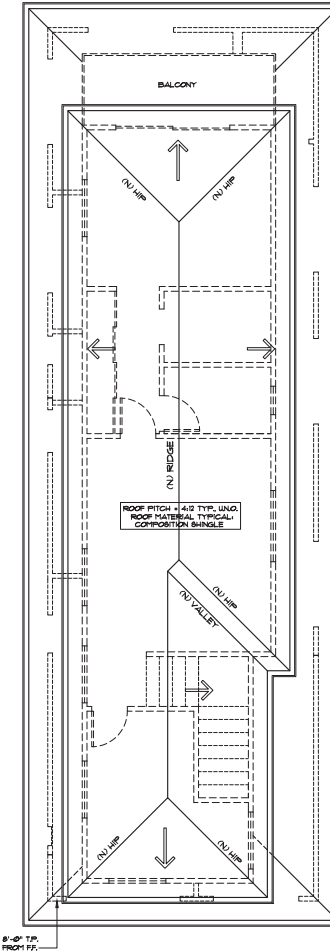 BALCONY
(N) HIP
(N) HIP
(N) RIDGE
ROOF PITCH = 4:12 TYP., U.N.O.
ROOF MATERIAL TYPICAL:
COMPOSITION SHINGLE
(N) HIP
(N) VALLEY
(N) HIP
(N) HIP
8'-0" T.P.
FROM F.F.